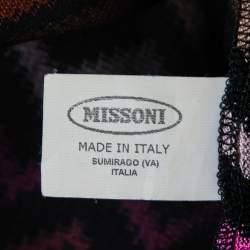 MISSONI
MADE IN ITALY
SUMIRAGO (VA)
ITALIA